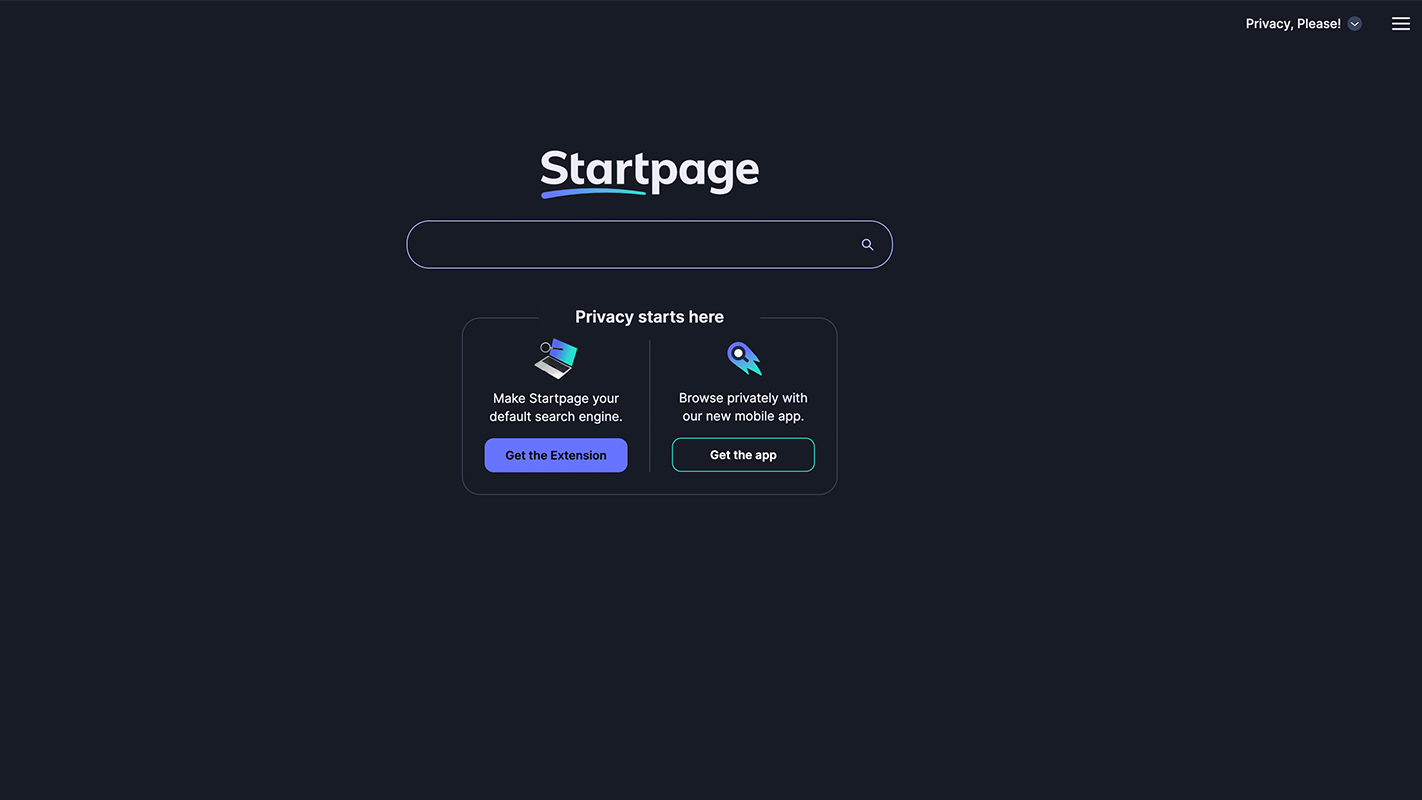 Privacy, Please!
Startpage
Privacy starts here
Make Startpage your
default search engine.
Get the Extension
Browse privately with
our new mobile app.
Get the app